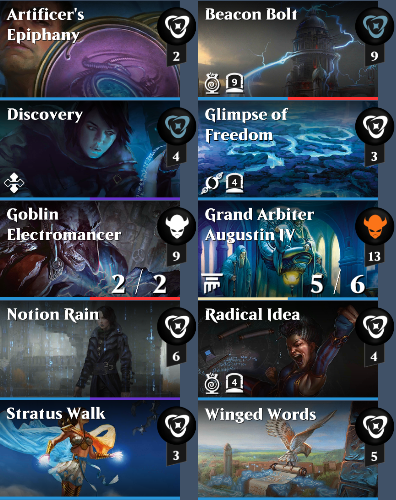 Artificer's
Epiphany
2
Beacon Bolt
9
9
Discovery
4
Glimpse of
Freedom
4
3
Goblin
Electromancer
2 / 2
9
Grand Arbiter
Augustin IV
5 / 6
13
Notion Rain
6
Radical Idea
4
4
Stratus Walk
3
Winged Words
5